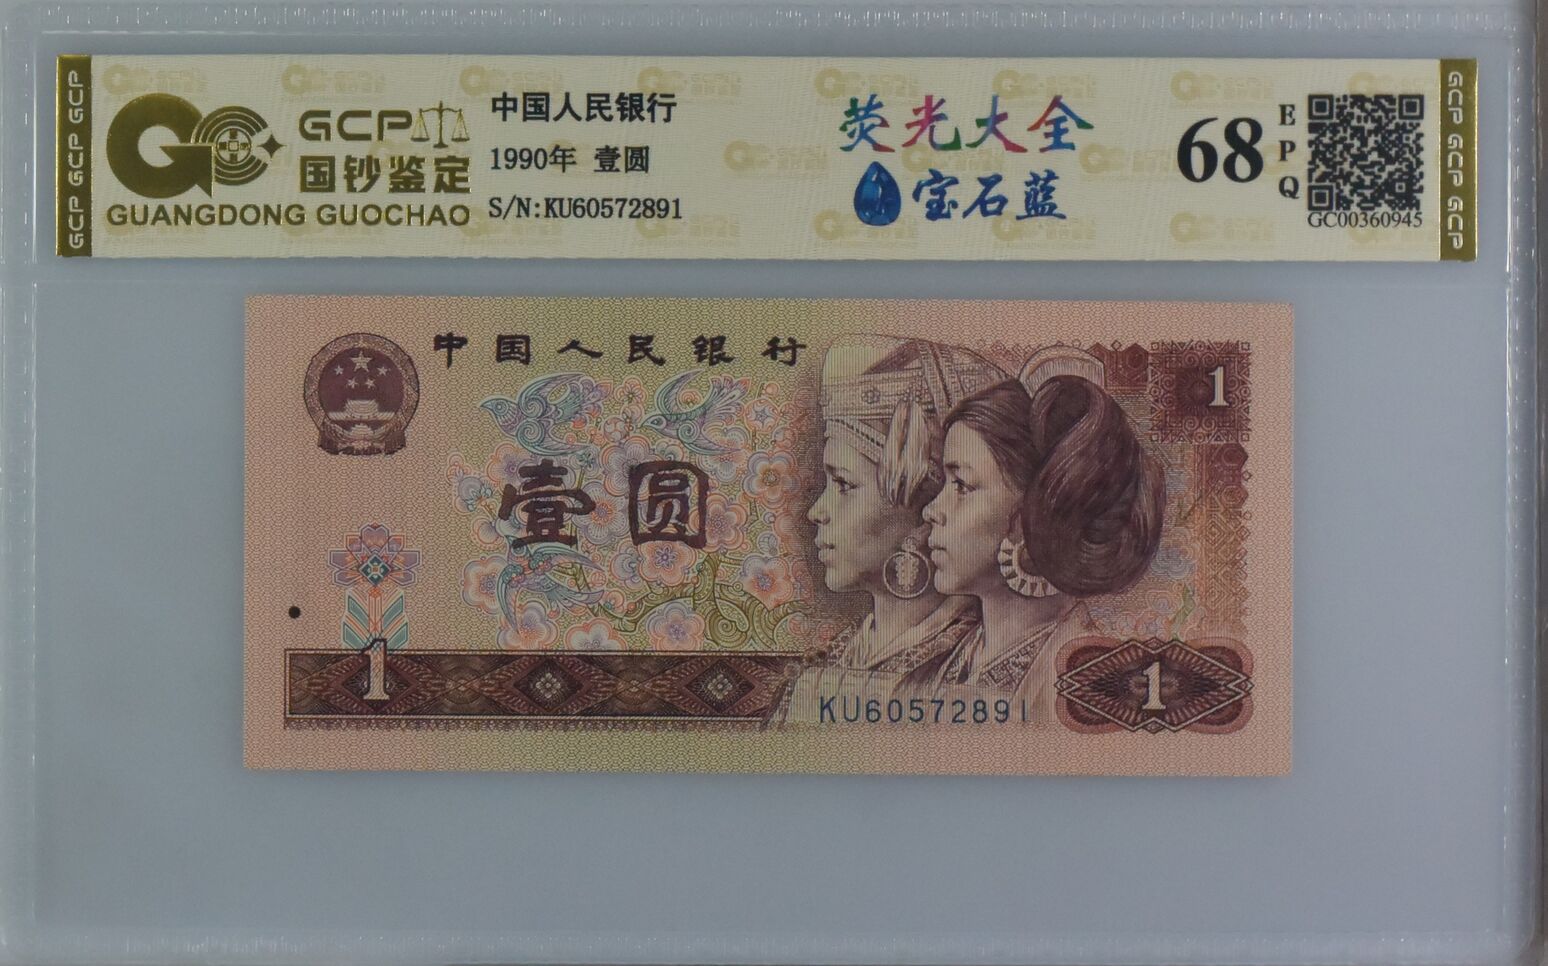 GCP GCP GCP
GCP
国钞鉴定
GUANGDONG GUOCHAO
中国人民银行
1990年 壹圆
S/N:KU60572891
荧光大全
宝石蓝
68
EPQ
GC00360945
GCP GCP GCP
中国人民银行
1
壹圆
1
1
KU60572891